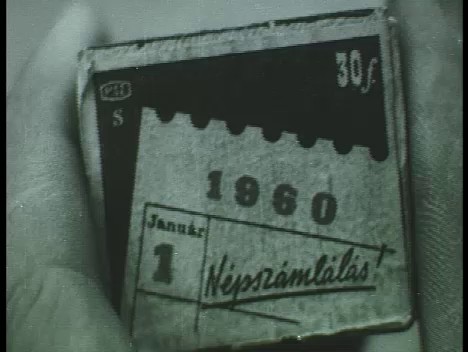 30f.
S
1960
Január
1
Népszámlálás!